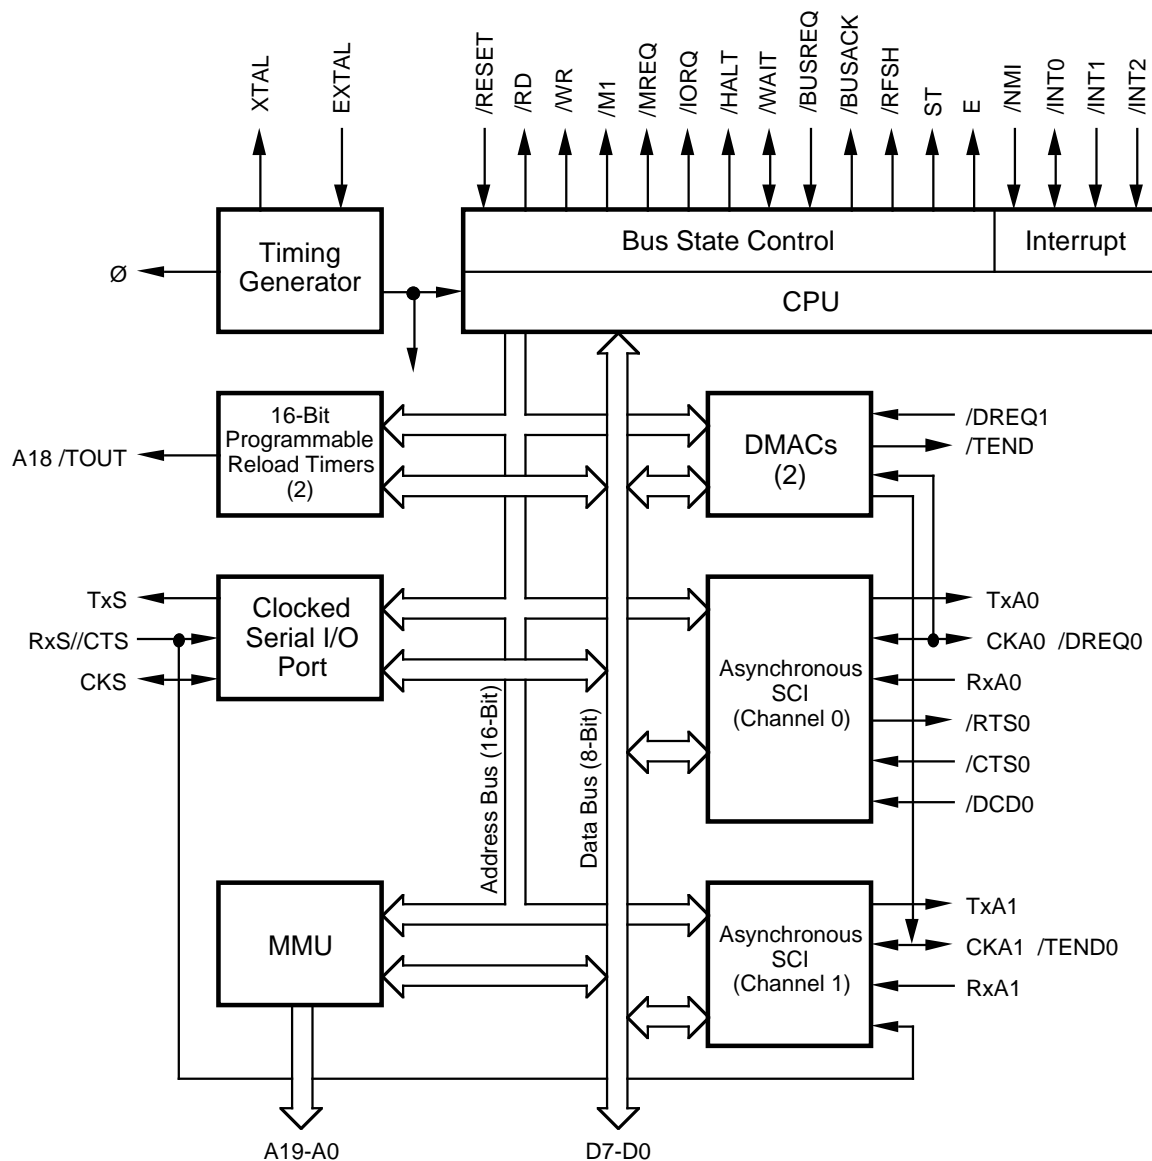 XTAL
EXTAL
/RESET
/RD
/WR
/M1
/MREQ
/IORQ
/HALT
/WAIT
/BUSREQ
/BUSACK
/RFSH
ST
E
/NMI
/INT0
/INT1
/INT2
Timing
Generator
Ø
Bus State Control
Interrupt
CPU
16-Bit
Programmable
Reload Timers
(2)
A18 /TOUT
DMACs
(2)
/DREQ1
/TEND
TxS
RxS//CTS
CKS
Clocked
Serial I/O
Port
Address Bus (16-Bit)
Data Bus (8-Bit)
Asynchronous
SCI
(Channel 0)
TxA0
CKA0 /DREQ0
RxA0
/RTS0
/CTS0
/DCD0
MMU
Asynchronous
SCI
(Channel 1)
TxA1
CKA1 /TEND0
RxA1
A19-A0
D7-D0